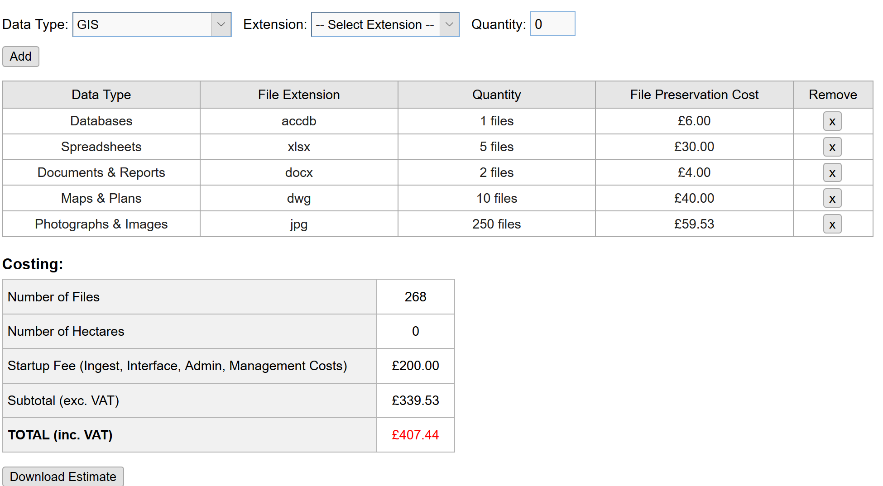 Data Type: GIS Extension: -- Select Extension -- Quantity: 0
Add
Data Type File Extension Quantity File Preservation Cost Remove
Databases accdb 1 files £6.00 x
Spreadsheets xlsx 5 files £30.00 x
Documents & Reports docx 2 files £4.00 x
Maps & Plans dwg 10 files £40.00 x
Photographs & Images jpg 250 files £59.53 x
Costing:
Number of Files 268
Number of Hectares 0
Startup Fee (Ingest, Interface, Admin, Management Costs) £200.00
Subtotal (exc. VAT) £339.53
TOTAL (inc. VAT) £407.44
Download Estimate